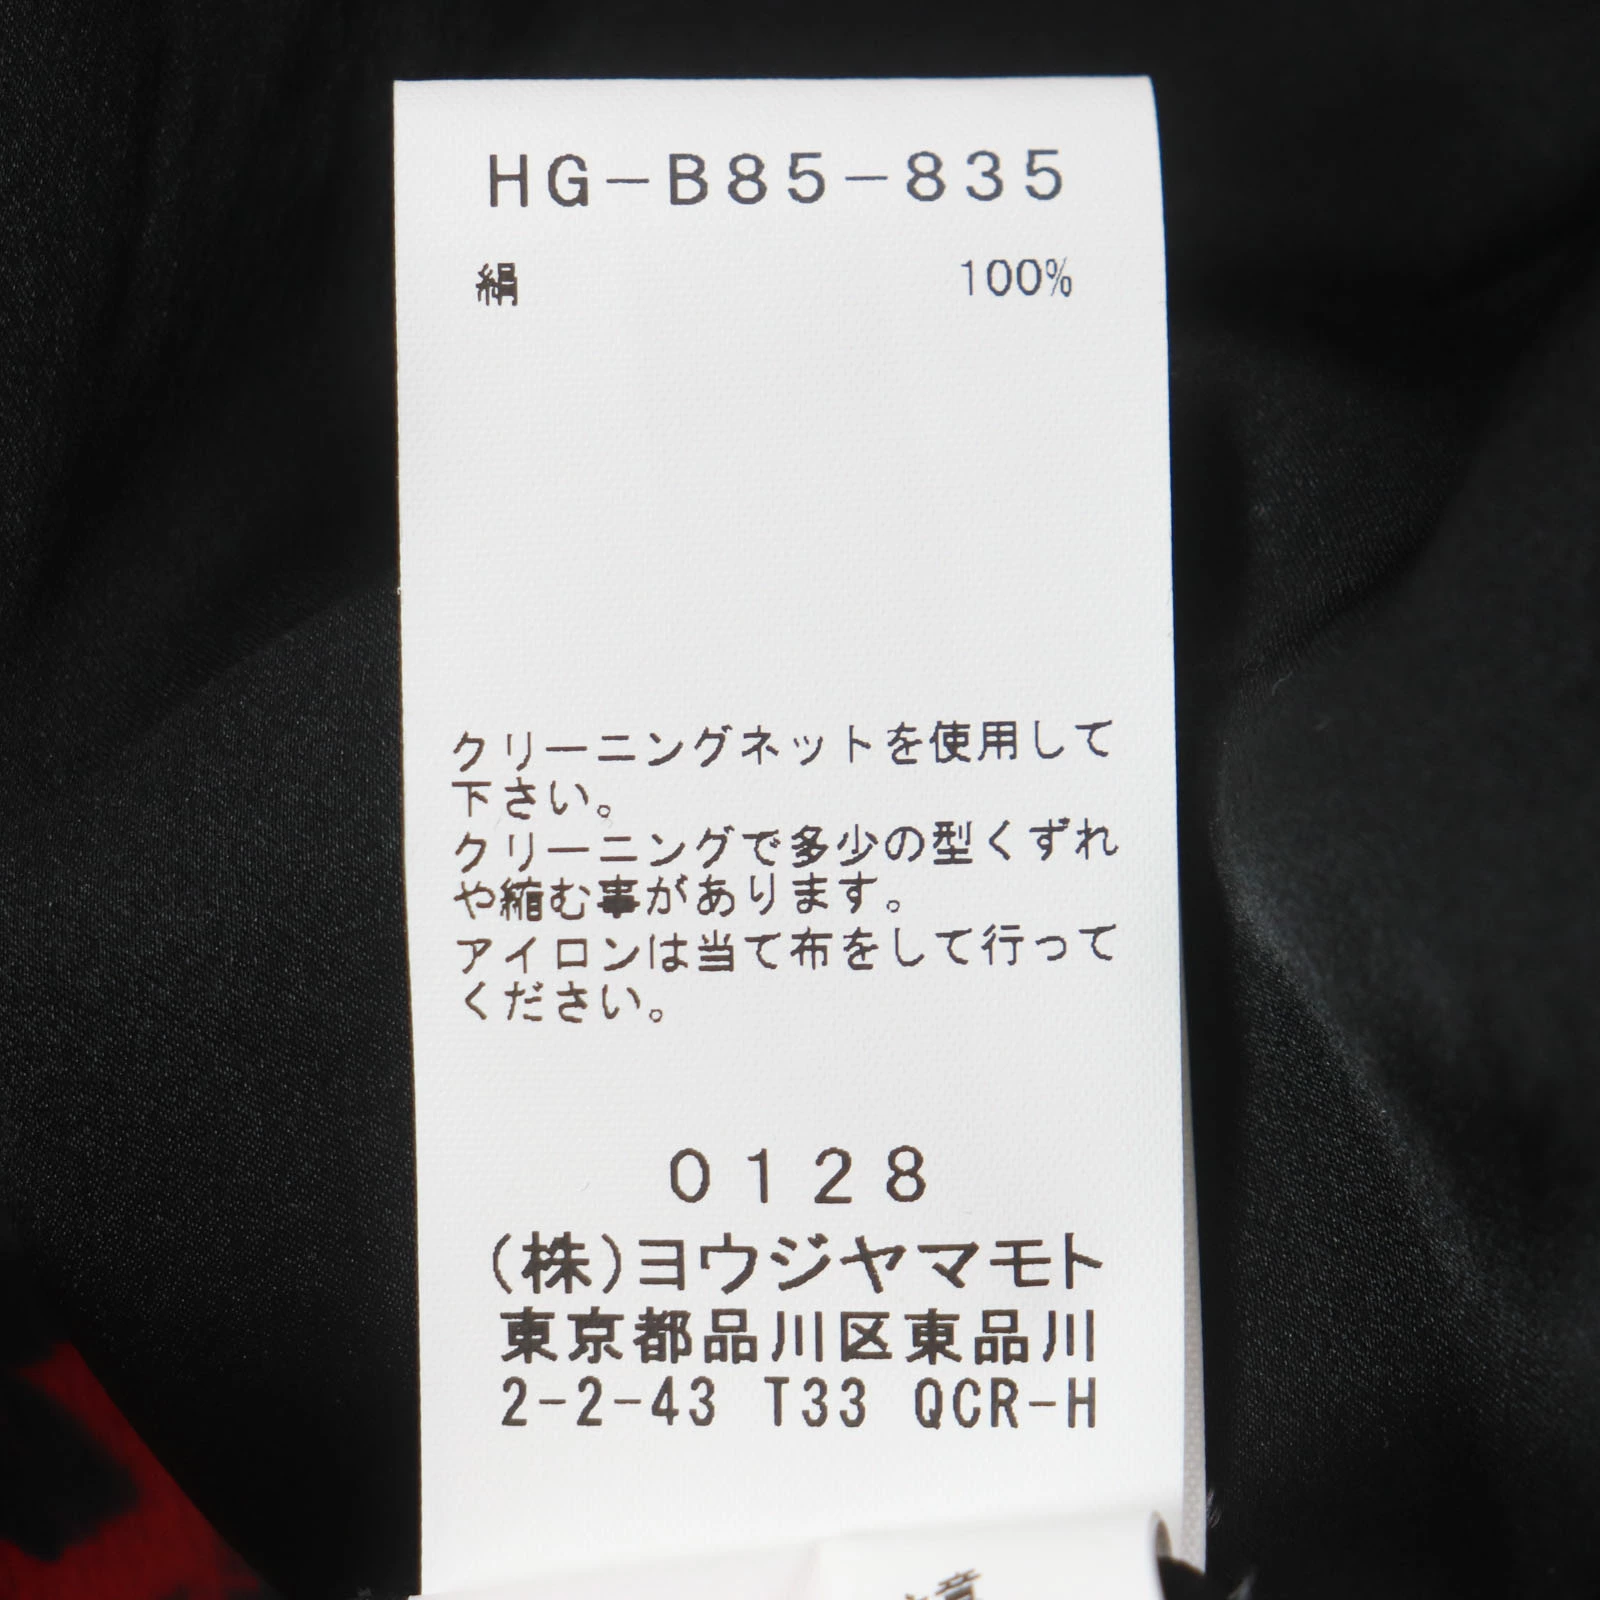 HG-B85-835
絹 100%
クリーニングネットを使用して
下さい。
クリーニングで多少の型くずれ
や縮む事があります。
アイロンは当て布をして行って
ください。
0128
(株)ヨウジヤマモト
東京都品川区東品川
2-2-43 T33 QCR-H